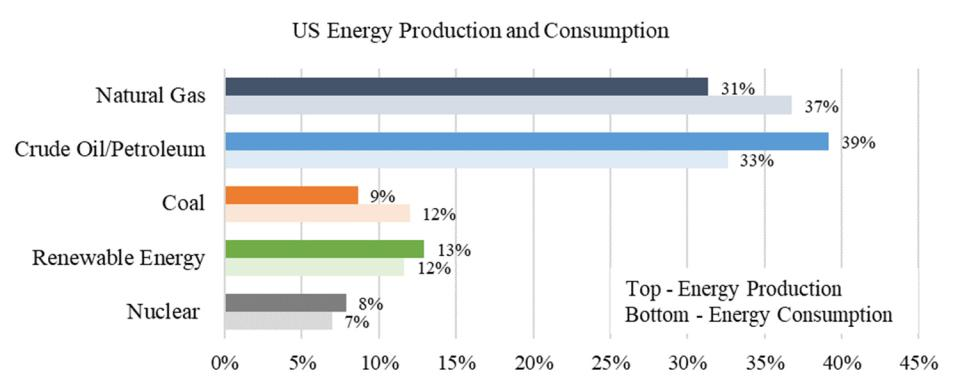 US Energy Production and Consumption
Natural Gas
31%
37%
Crude Oil/Petroleum
39%
33%
Coal
9%
12%
Renewable Energy
13%
12%
Nuclear
8%
7%
Top - Energy Production
Bottom - Energy Consumption
0% 5% 10% 15% 20% 25% 30% 35% 40% 45%